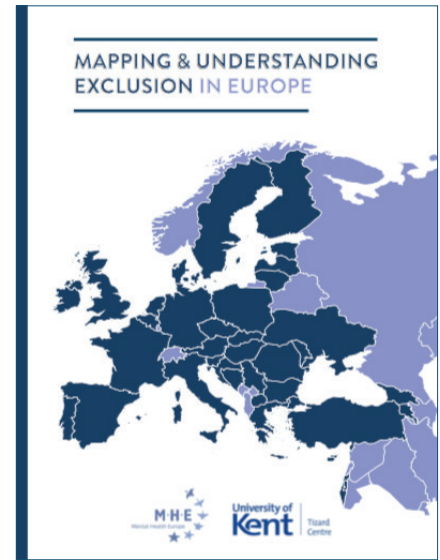 MAPPING & UNDERSTANDING
EXCLUSION IN EUROPE
M·H·E
Mental Health Europe
University of
Kent
Tizard
Centre